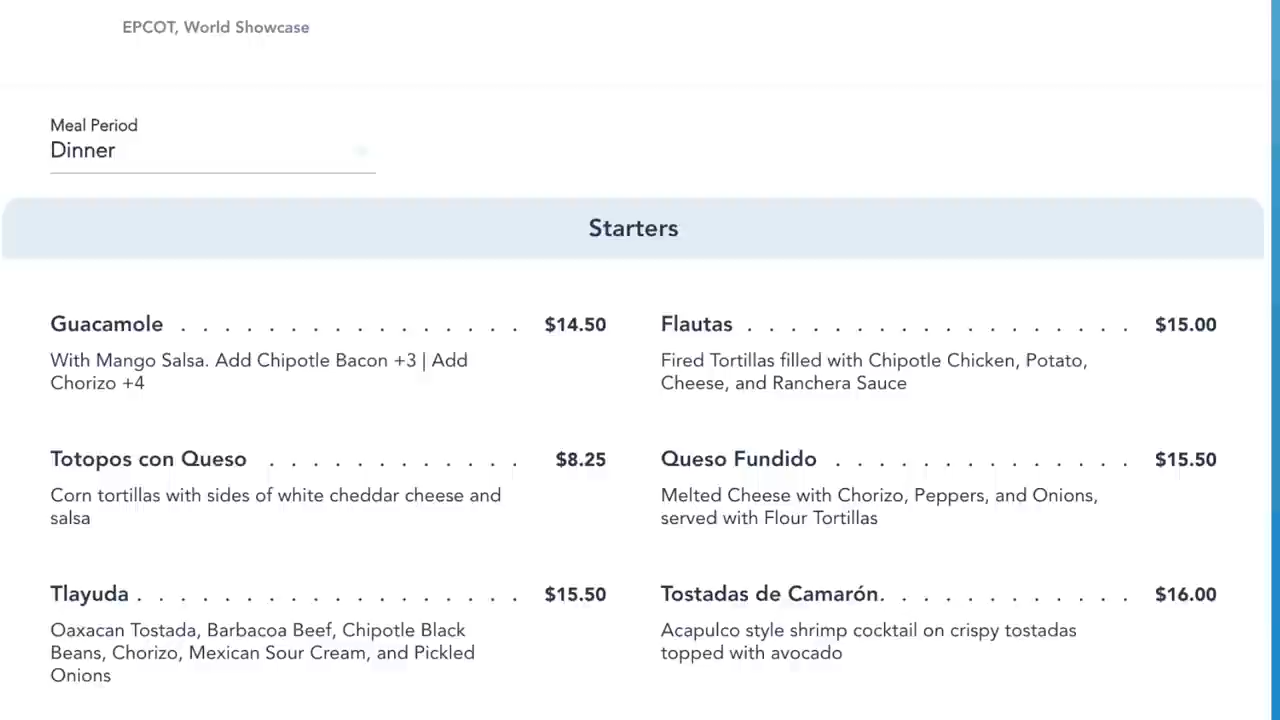 EPCOT, World Showcase
Meal Period
Dinner
Starters
Guacamole . . . . . . . . . . . . . . . . $14.50
With Mango Salsa. Add Chipotle Bacon +3 | Add
Chorizo +4
Flautas . . . . . . . . . . . . . . . . . . $15.00
Fired Tortillas filled with Chipotle Chicken, Potato,
Cheese, and Ranchera Sauce
Totopos con Queso . . . . . . . . . . . . $8.25
Corn tortillas with sides of white cheddar cheese and
salsa
Queso Fundido . . . . . . . . . . . . . . $15.50
Melted Cheese with Chorizo, Peppers, and Onions,
served with Flour Tortillas
Tlayuda . . . . . . . . . . . . . . . . . . $15.50
Oaxacan Tostada, Barbacoa Beef, Chipotle Black
Beans, Chorizo, Mexican Sour Cream, and Pickled
Onions
Tostadas de Camarón. . . . . . . . . . . . $16.00
Acapulco style shrimp cocktail on crispy tostadas
topped with avocado